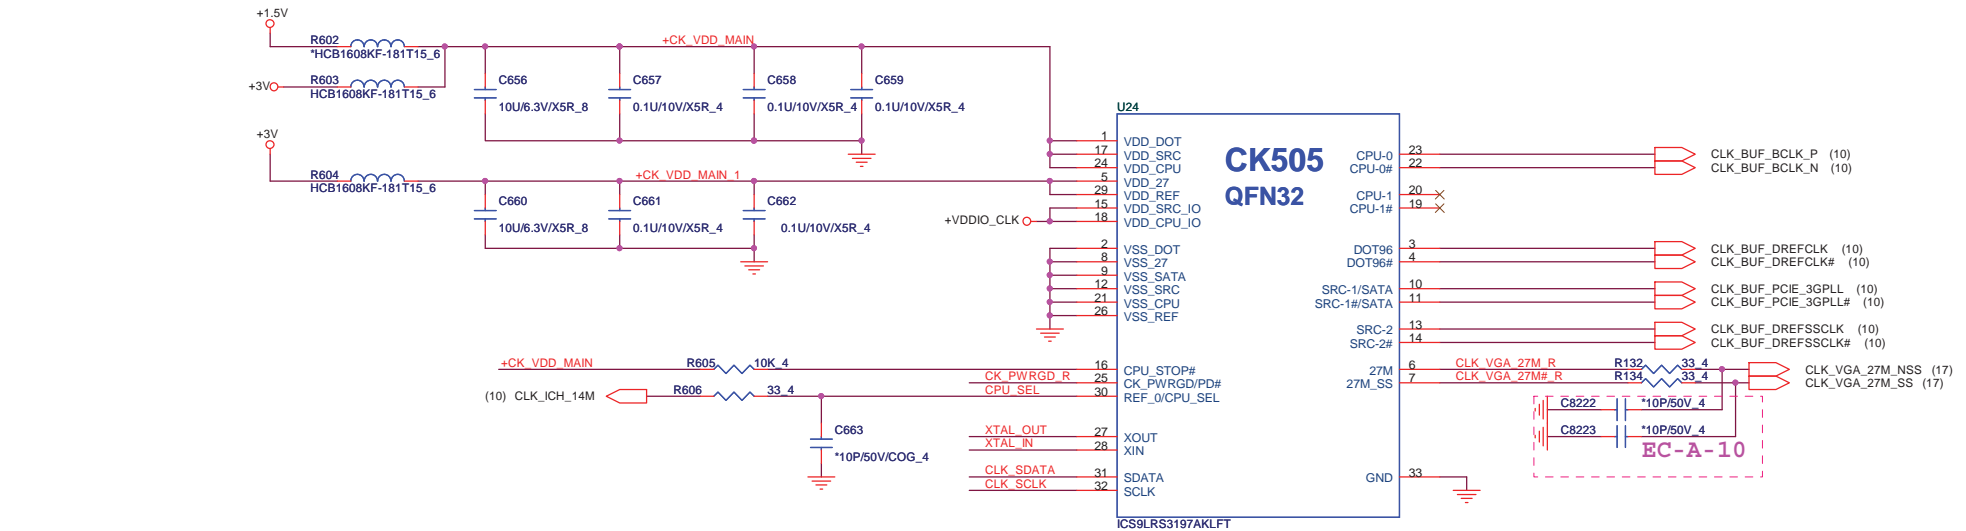 +1.5V
R602
*HCB1608KF-181T15_6
+3V
R603
HCB1608KF-181T15_6
+CK_VDD_MAIN
C656
10U/6.3V/X5R_8
C657
0.1U/10V/X5R_4
C658
0.1U/10V/X5R_4
C659
0.1U/10V/X5R_4
+3V
R604
HCB1608KF-181T15_6
+CK_VDD_MAIN_1
C660
10U/6.3V/X5R_8
C661
0.1U/10V/X5R_4
C662
0.1U/10V/X5R_4
+VDDIO_CLK
U24
CK505
QFN32
1 VDD_DOT
17 VDD_SRC
24 VDD_CPU
5 VDD_27
29 VDD_REF
15 VDD_SRC_IO
18 VDD_CPU_IO
2 VSS_DOT
8 VSS_27
9 VSS_SATA
12 VSS_SRC
21 VSS_CPU
26 VSS_REF
+CK_VDD_MAIN R605 10K_4 16 CPU_STOP#
CK_PWRGD_R 25 CK_PWRGD/PD#
(10) CLK_ICH_14M R606 33_4 CPU_SEL 30 REF_0/CPU_SEL
C663
*10P/50V/COG_4
XTAL_OUT 27 XOUT
XTAL_IN 28 XIN
CLK_SDATA 31 SDATA
CLK_SCLK 32 SCLK
CPU-0 23 CLK_BUF_BCLK_P (10)
CPU-0# 22 CLK_BUF_BCLK_N (10)
CPU-1 20
CPU-1# 19
DOT96 3 CLK_BUF_DREFCLK (10)
DOT96# 4 CLK_BUF_DREFCLK# (10)
SRC-1/SATA 10 CLK_BUF_PCIE_3GPLL (10)
SRC-1#/SATA 11 CLK_BUF_PCIE_3GPLL# (10)
SRC-2 13 CLK_BUF_DREFSSCLK (10)
SRC-2# 14 CLK_BUF_DREFSSCLK# (10)
27M 6 CLK_VGA_27M_R R132 33_4 CLK_VGA_27M_NSS (17)
27M_SS 7 CLK_VGA_27M#_R R134 33_4 CLK_VGA_27M_SS (17)
C8222 *10P/50V_4
C8223 *10P/50V_4
EC-A-10
GND 33
ICS9LRS3197AKLFT